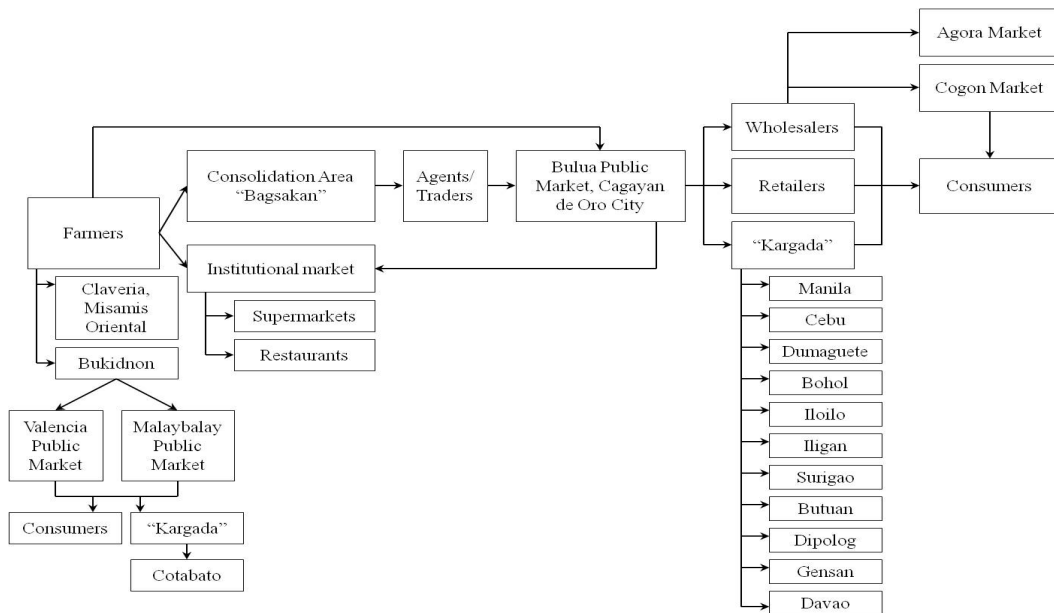 Agora Market
Cogon Market
Wholesalers
Consolidation Area
“Bagsakan”
Agents/
Traders
Bulua Public
Market, Cagayan
de Oro City
Retailers
Consumers
Farmers
Institutional market
“Kargada”
Claveria,
Misamis
Oriental
Supermarkets
Restaurants
Bukidnon
Valencia
Public
Market
Malaybalay
Public
Market
Consumers
“Kargada”
Cotabato
Manila
Cebu
Dumaguete
Bohol
Iloilo
Iligan
Surigao
Butuan
Dipolog
Gensan
Davao